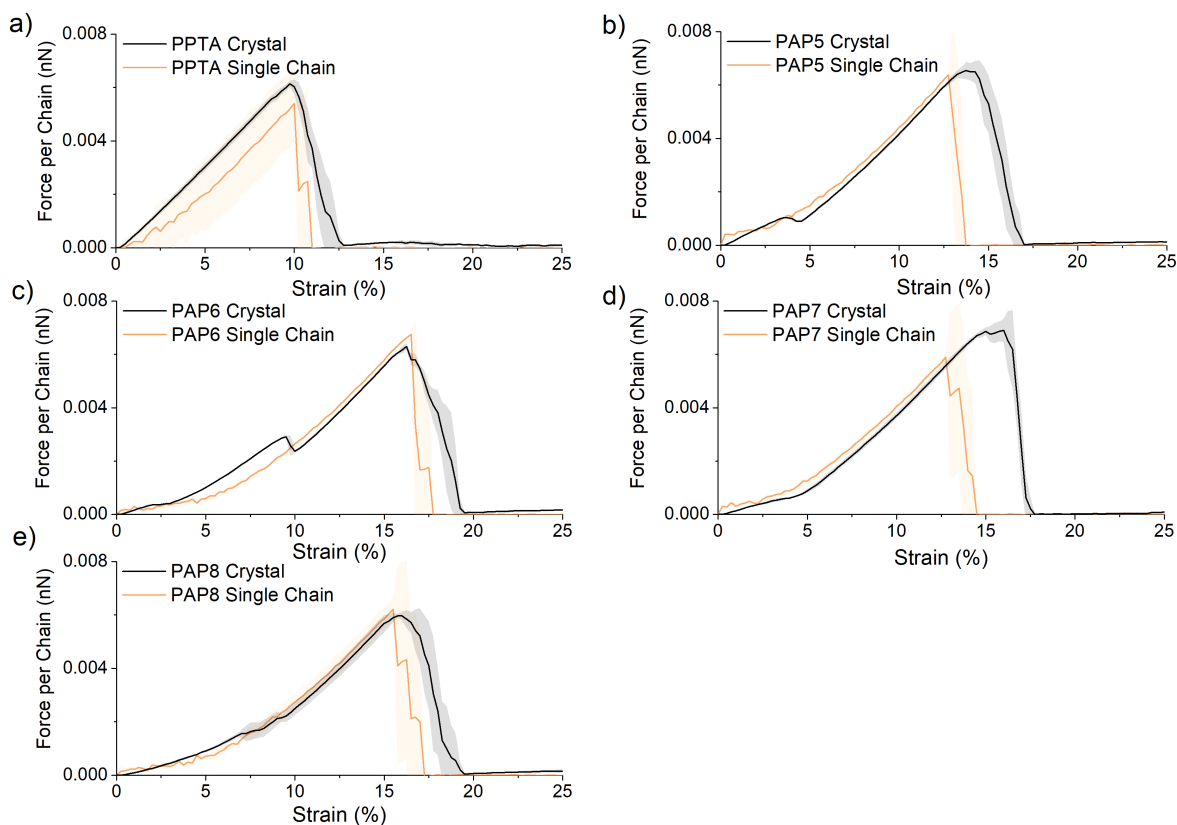 a)
PPTA Crystal
PPTA Single Chain
Force per Chain (nN)
0.008
0.004
0.000
0 5 10 15 20 25
Strain (%)
b)
PAP5 Crystal
PAP5 Single Chain
Force per Chain (nN)
0.008
0.004
0.000
0 5 10 15 20 25
Strain (%)
c)
PAP6 Crystal
PAP6 Single Chain
Force per Chain (nN)
0.008
0.004
0.000
0 5 10 15 20 25
Strain (%)
d)
PAP7 Crystal
PAP7 Single Chain
Force per Chain (nN)
0.008
0.004
0.000
0 5 10 15 20 25
Strain (%)
e)
PAP8 Crystal
PAP8 Single Chain
Force per Chain (nN)
0.008
0.004
0.000
0 5 10 15 20 25
Strain (%)